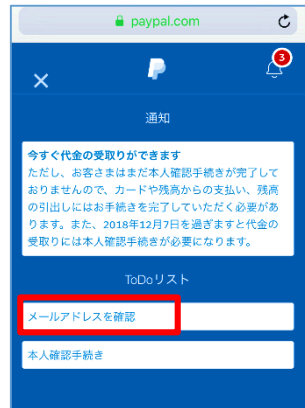 paypal.com
3
通知
今すぐ代金の受取りができます
ただし、お客さまはまだ本人確認手続きが完了して
おりませんので、カードや残高からの支払い、残高
の引出しにはお手続きを完了していただく必要があ
ります。また、2018年12月7日を過ぎますと代金の
受取りには本人確認手続きが必要になります。
ToDoリスト
メールアドレスを確認
本人確認手続き